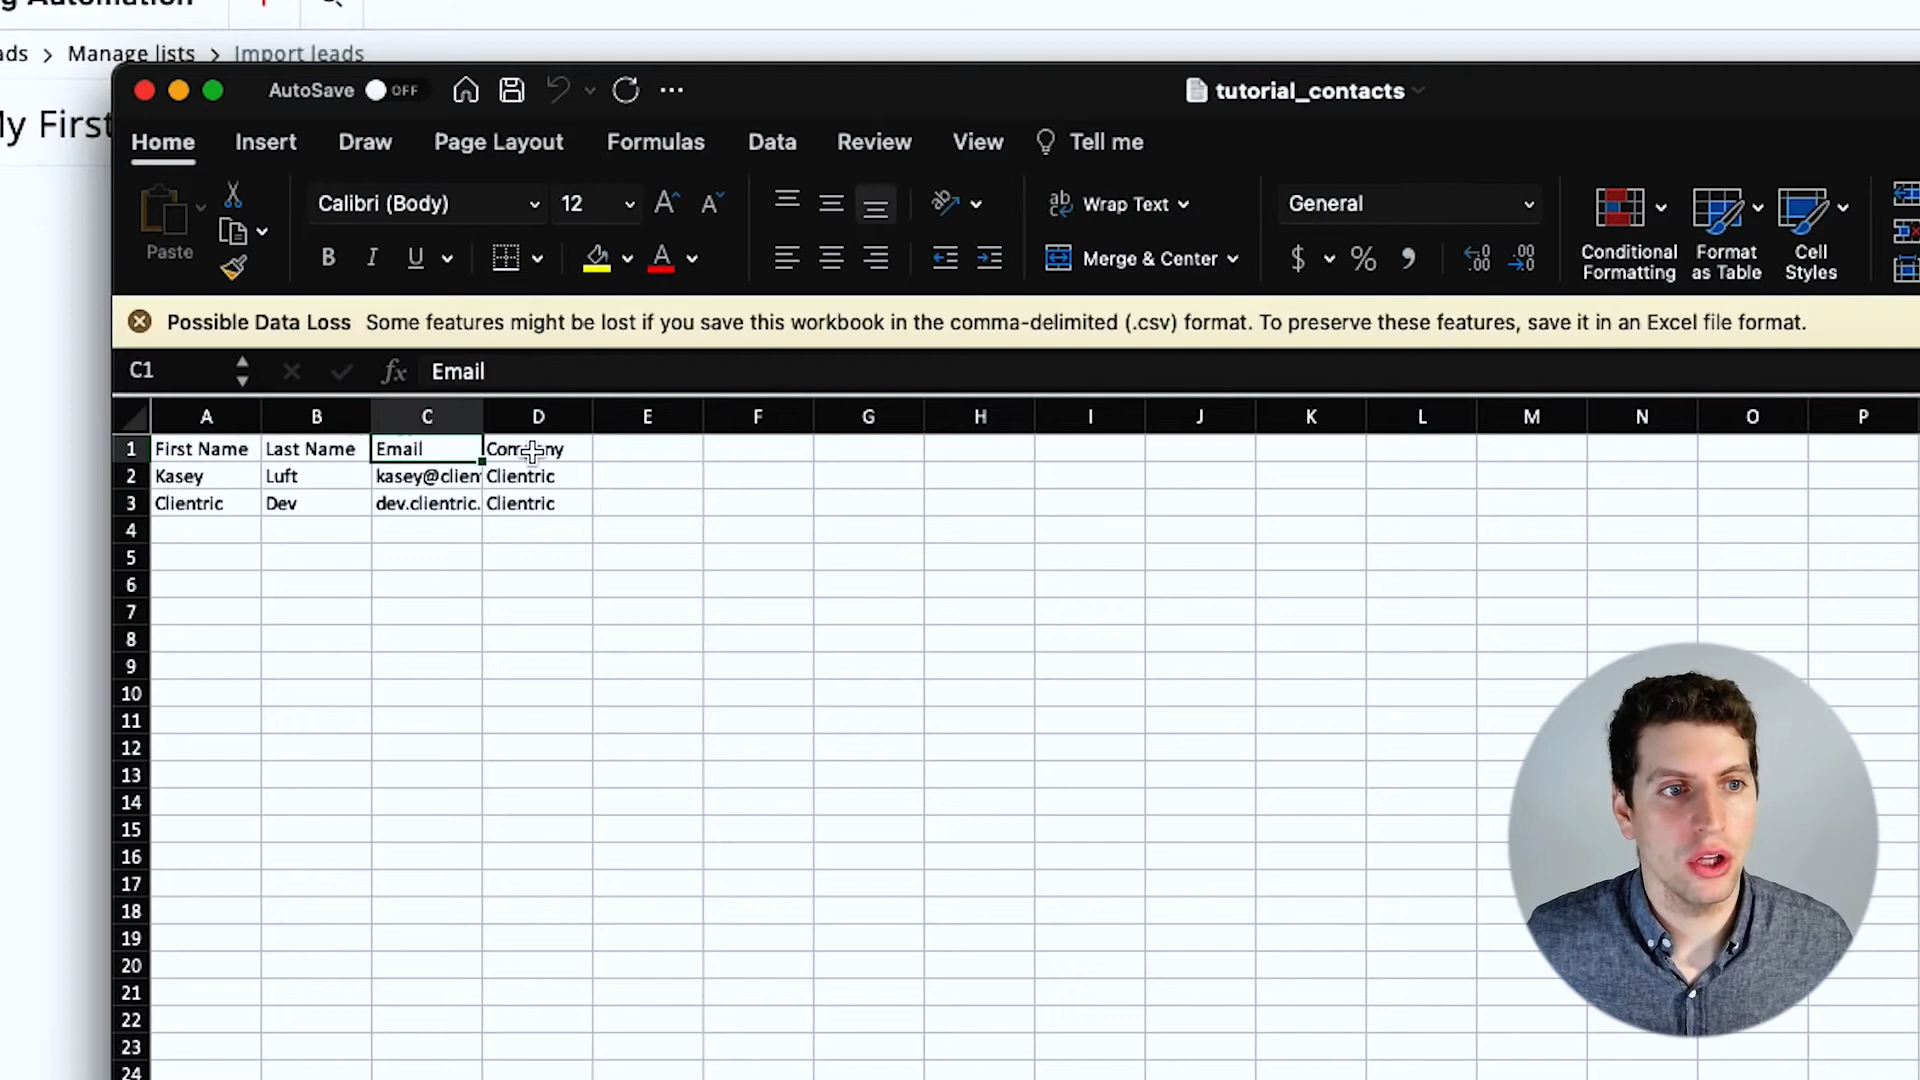 g Automation
ads > Manage lists > Import leads
My First
AutoSave OFF
tutorial_contacts
Home Insert Draw Page Layout Formulas Data Review View Tell me
Paste
Calibri (Body) 12
Wrap Text
Merge & Center
General
Conditional Formatting
Format as Table
Cell Styles
Possible Data Loss Some features might be lost if you save this workbook in the comma-delimited (.csv) format. To preserve these features, save it in an Excel file format.
C1 fx Email
A B C D E F G H I J K L M N O P
1 First Name Last Name Email Company
2 Kasey Luft kasey@clien Clientric
3 Clientric Dev dev.clientric. Clientric
4
5
6
7
8
9
10
11
12
13
14
15
16
17
18
19
20
21
22
23
24